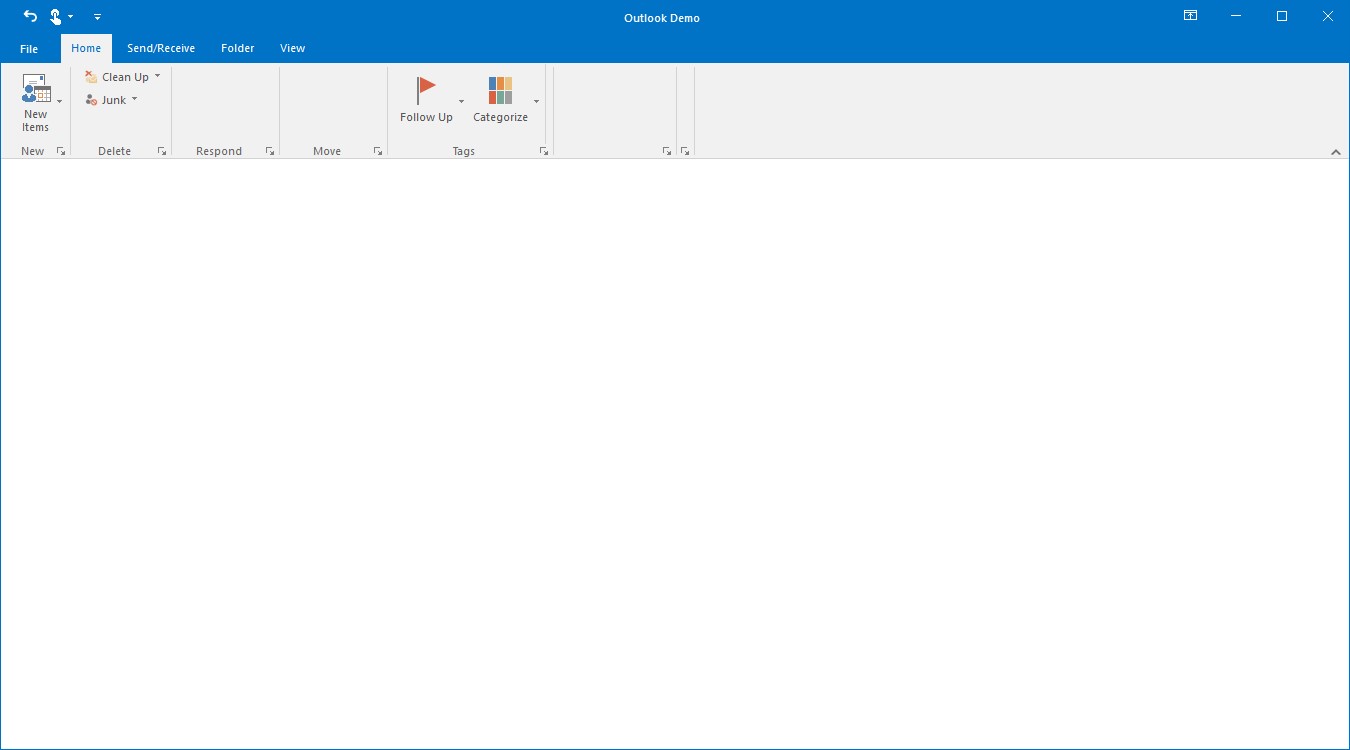 Outlook Demo
File Home Send/Receive Folder View
New Items
Clean Up
Junk
Follow Up
Categorize
New Delete Respond Move Tags